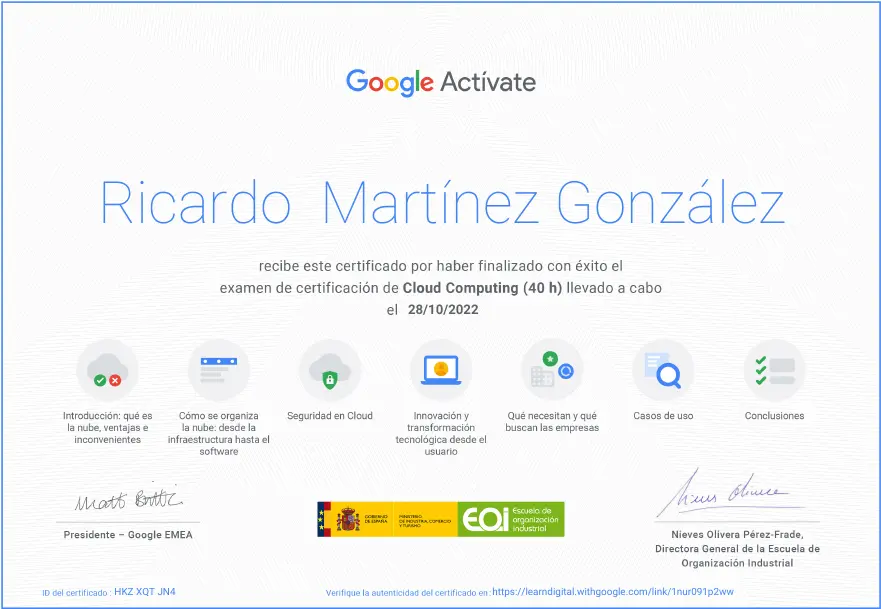 Google Actívate
Ricardo Martínez González
recibe este certificado por haber finalizado con éxito el
examen de certificación de Cloud Computing (40 h) llevado a cabo
el 28/10/2022
Introducción: qué es
la nube, ventajas e
inconvenientes
Cómo se organiza
la nube: desde la
infraestructura hasta el
software
Seguridad en Cloud
Innovación y
transformación
tecnológica desde el
usuario
Qué necesitan y qué
buscan las empresas
Casos de uso
Conclusiones
Matt Brittin
Presidente – Google EMEA
GOBIERNO
DE ESPAÑA
MINISTERIO
DE INDUSTRIA, COMERCIO
Y TURISMO
EOI
Escuela de
organización
industrial
Nieves Olivera
Nieves Olivera Pérez-Frade,
Directora General de la Escuela de
Organización Industrial
ID del certificado : HKZ XQT JN4
Verifique la autenticidad del certificado en: https://learndigital.withgoogle.com/link/1nur091p2ww